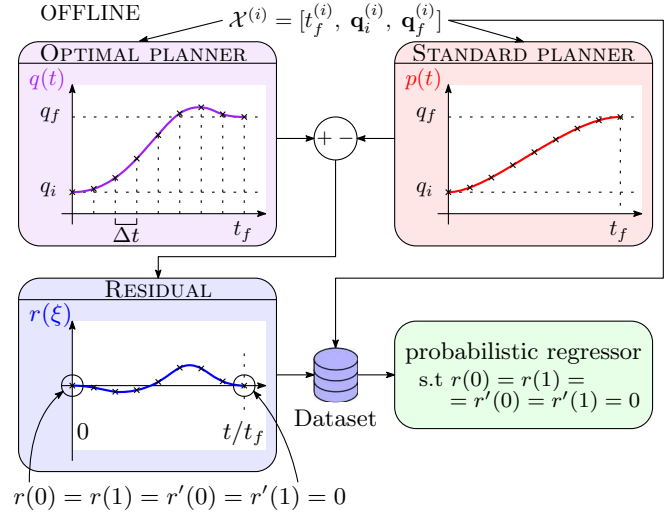 OFFLINE
𝒳^(i) = [t_f^(i), q_i^(i), q_f^(i)]
OPTIMAL PLANNER
q(t)
q_f
q_i
Δt
t_f
+ −
STANDARD PLANNER
p(t)
q_f
q_i
t_f
RESIDUAL
r(ξ)
0
t/t_f
r(0) = r(1) = r′(0) = r′(1) = 0
Dataset
probabilistic regressor
s.t r(0) = r(1) =
= r′(0) = r′(1) = 0